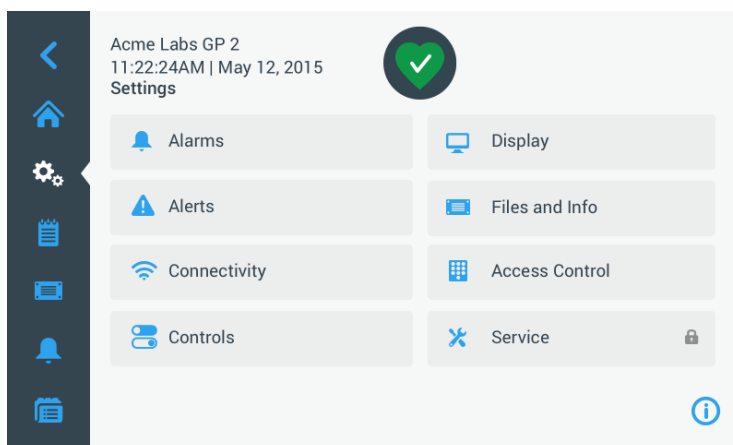 Acme Labs GP 2
11:22:24AM | May 12, 2015
Settings
Alarms
Display
Alerts
Files and Info
Connectivity
Access Control
Controls
Service